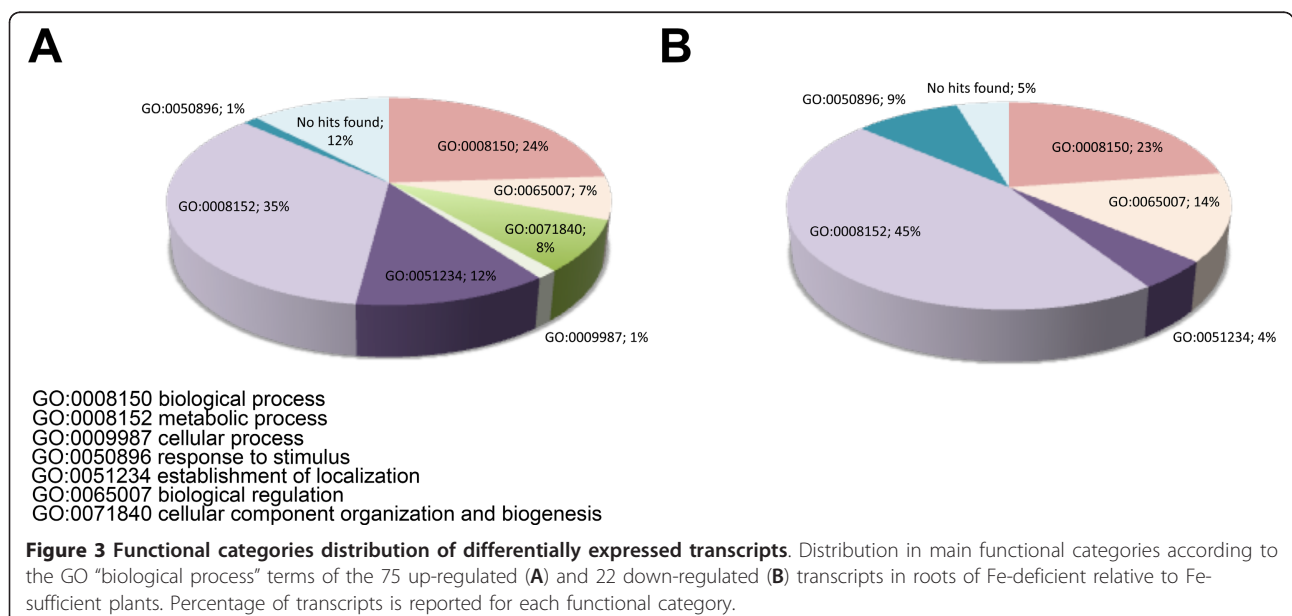 A
B
GO:0050896; 1%
No hits found;
12%
GO:0008150; 24%
GO:0065007; 7%
GO:0071840;
8%
GO:0008152; 35%
GO:0051234; 12%
GO:0009987; 1%
No hits found; 5%
GO:0050896; 9%
GO:0008150; 23%
GO:0065007; 14%
GO:0008152; 45%
GO:0051234; 4%
GO:0008150 biological process
GO:0008152 metabolic process
GO:0009987 cellular process
GO:0050896 response to stimulus
GO:0051234 establishment of localization
GO:0065007 biological regulation
GO:0071840 cellular component organization and biogenesis
Figure 3 Functional categories distribution of differentially expressed transcripts. Distribution in main functional categories according to
the GO “biological process” terms of the 75 up-regulated (A) and 22 down-regulated (B) transcripts in roots of Fe-deficient relative to Fe-
sufficient plants. Percentage of transcripts is reported for each functional category.